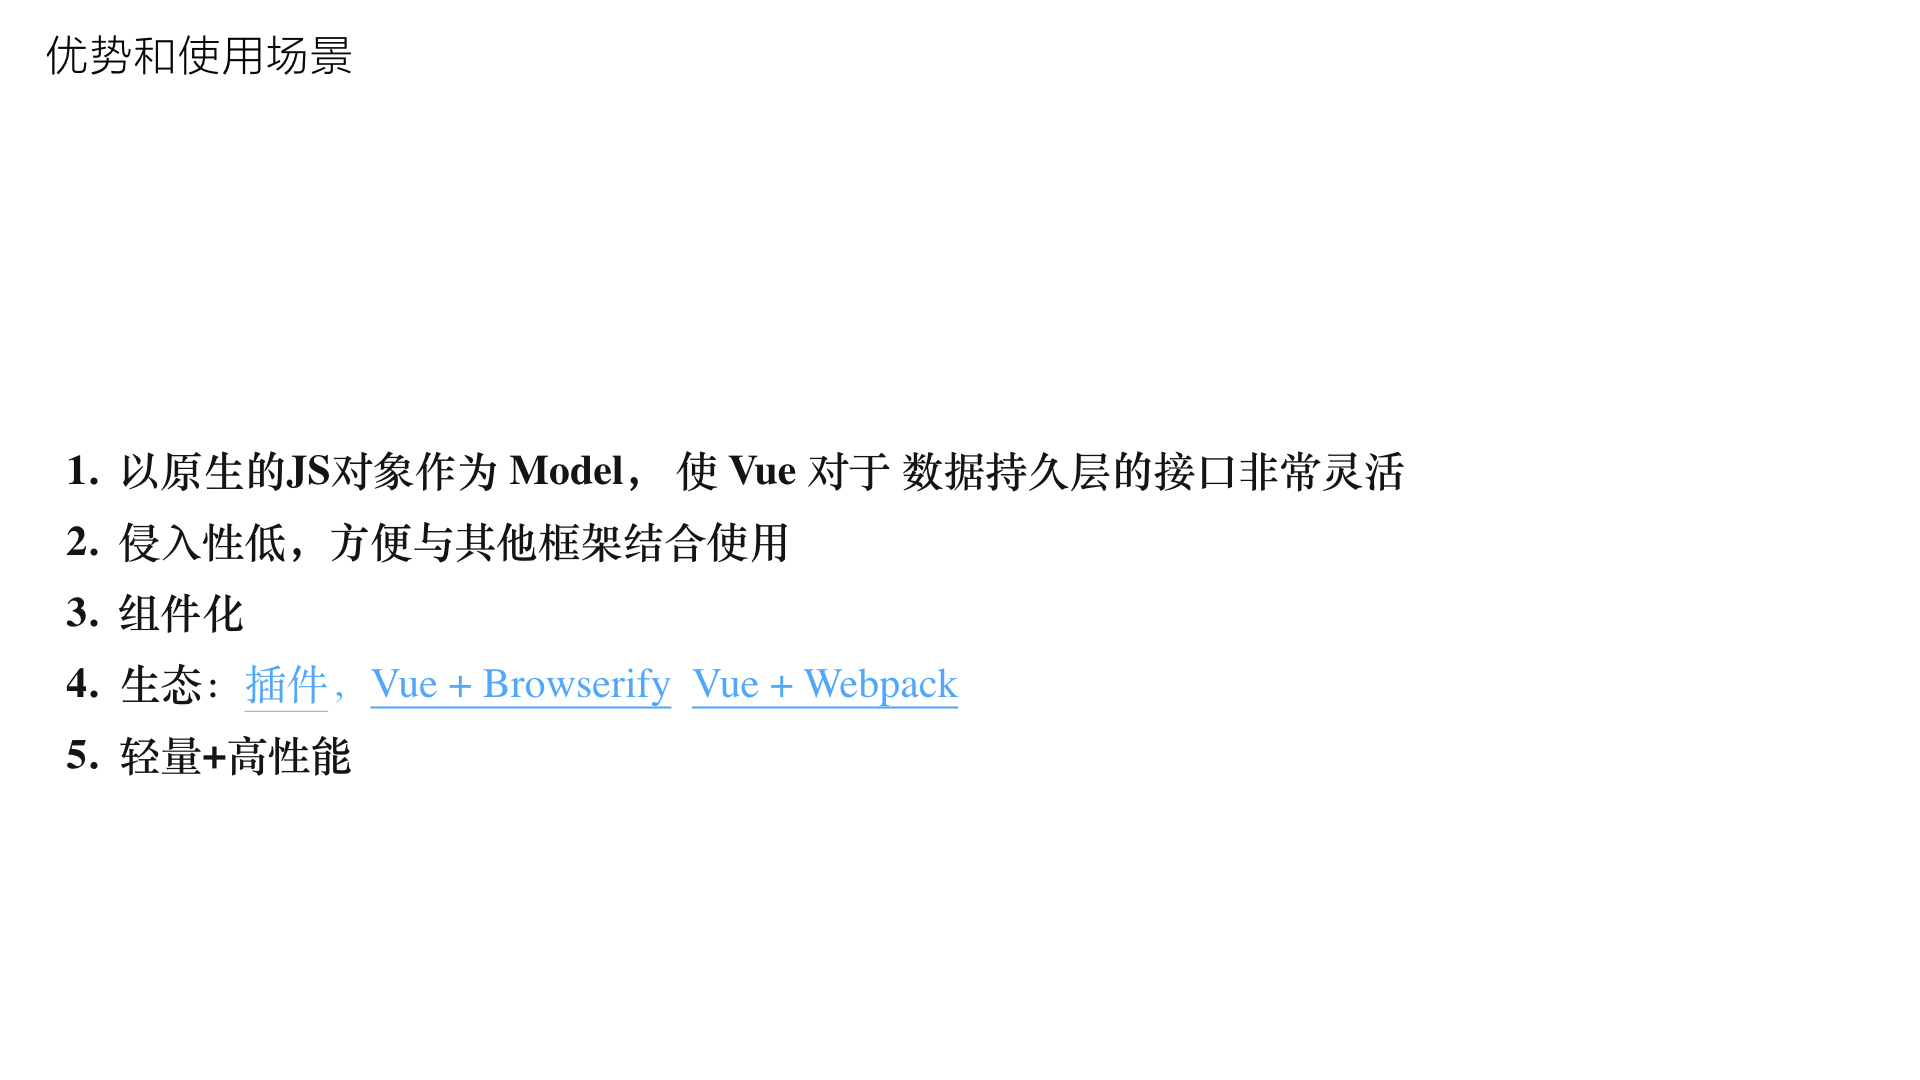 优势和使用场景
1. 以原生的JS对象作为 Model， 使 Vue 对于 数据持久层的接口非常灵活
2. 侵入性低，方便与其他框架结合使用
3. 组件化
4. 生态：插件，Vue + Browserify Vue + Webpack
5. 轻量+高性能